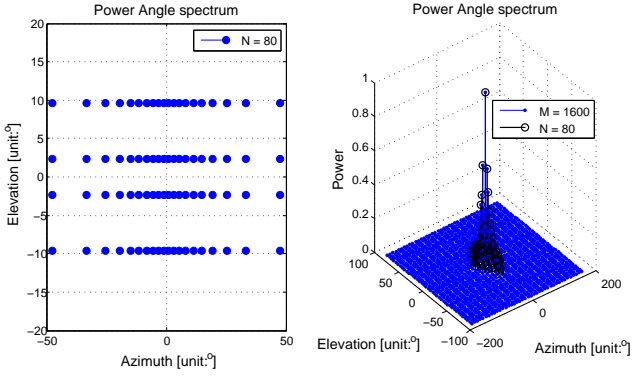 Power Angle spectrum
N = 80
20
15
10
5
0
−5
−10
−15
−20
−50
0
50
Elevation [unit:°]
Azimuth [unit:°]
Power Angle spectrum
M = 1600
N = 80
1
0.8
0.6
0.4
0.2
0
Power
100
50
0
−50
−100
Elevation [unit:°]
−200
0
200
Azimuth [unit:°]